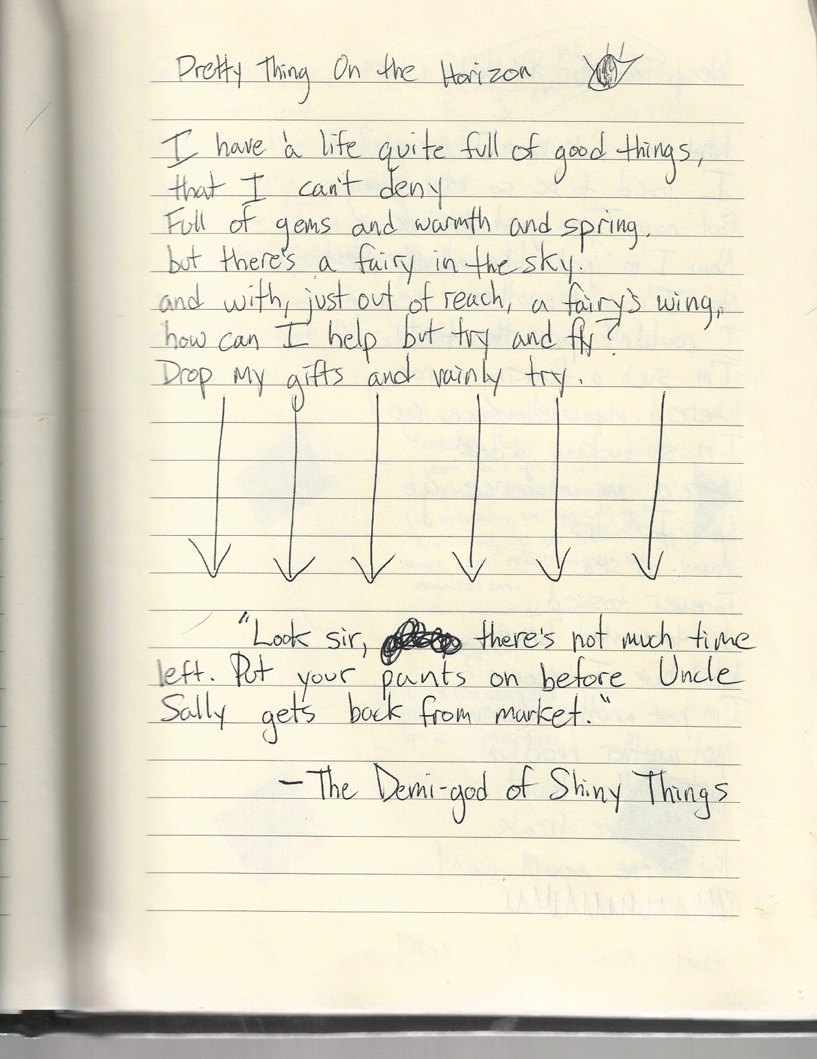 Pretty Thing On the Horizon
I have a life quite full of good things,
that I can't deny
Full of gems and warmth and spring,
but there's a fairy in the sky.
and with, just out of reach, a fairy's wing,
how can I help but try and fly?
Drop my gifts and vainly try.
"Look sir, there's not much time
left. Put your pants on before Uncle
Sally gets back from market."
—The Demi-god of Shiny Things